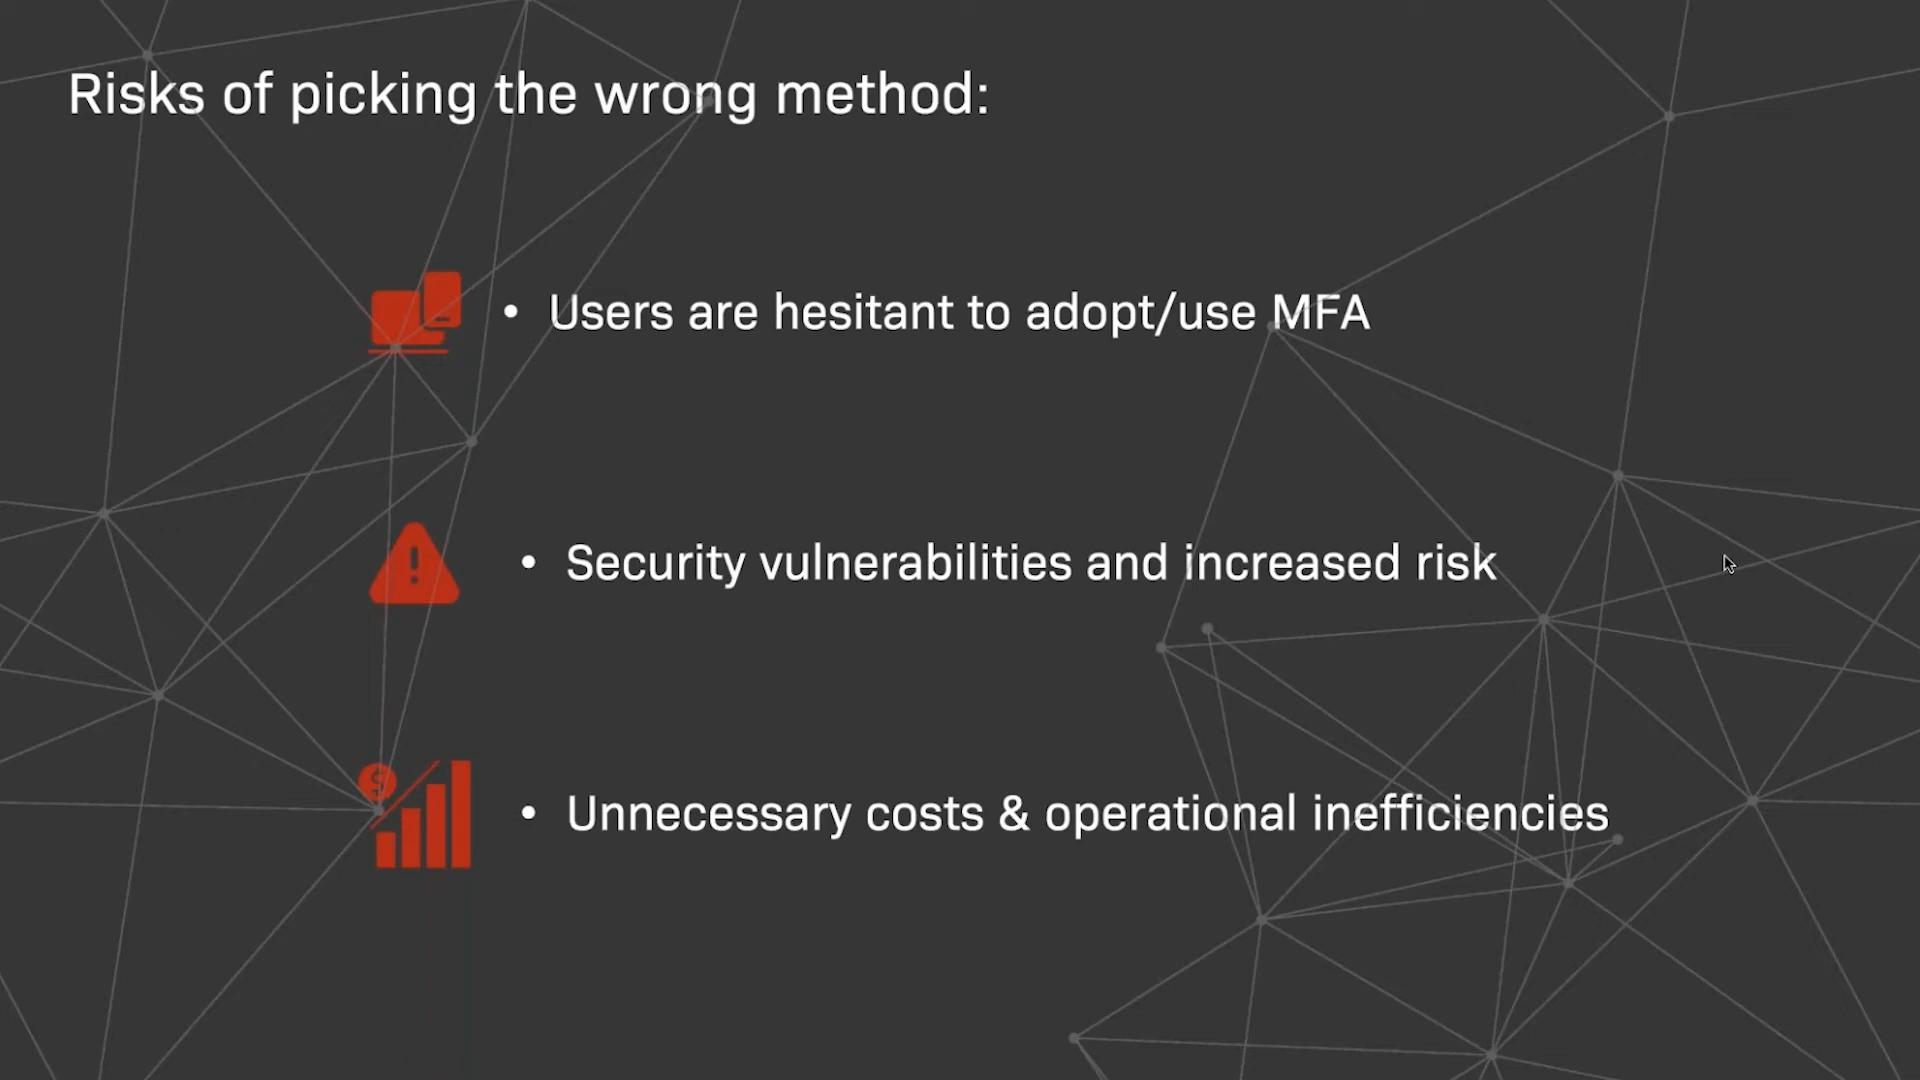 Risks of picking the wrong method:
• Users are hesitant to adopt/use MFA
• Security vulnerabilities and increased risk
$
• Unnecessary costs & operational inefficiencies